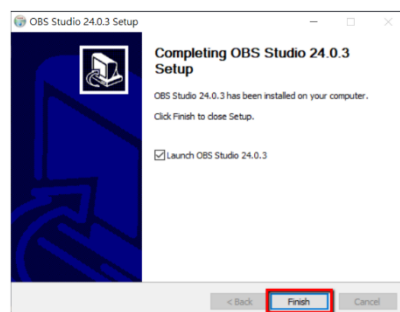 OBS Studio 24.0.3 Setup
Completing OBS Studio 24.0.3
Setup
OBS Studio 24.0.3 has been installed on your computer.
Click Finish to close Setup.
Launch OBS Studio 24.0.3
< Back
Finish
Cancel